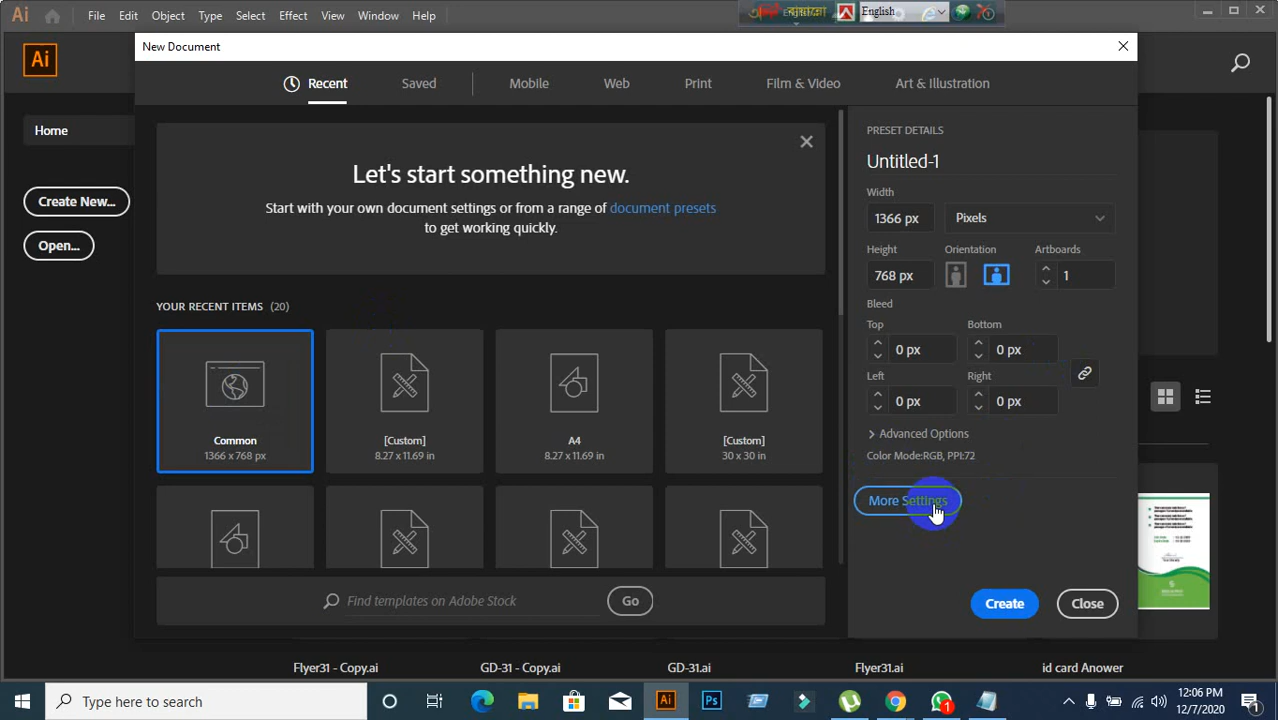 Ai File Edit Object Type Select Effect View Window Help
English
New Document
Ai
Recent Saved Mobile Web Print Film & Video Art & Illustration
Home
Create New...
Open...
Let's start something new.
Start with your own document settings or from a range of document presets
to get working quickly.
YOUR RECENT ITEMS (20)
Common
1366 x 768 px
[Custom]
8.27 x 11.69 in
A4
8.27 x 11.69 in
[Custom]
30 x 30 in
Find templates on Adobe Stock
Go
PRESET DETAILS
Untitled-1
Width
1366 px Pixels
Height Orientation Artboards
768 px 1
Bleed
Top Bottom
0 px 0 px
Left Right
0 px 0 px
Advanced Options
Color Mode:RGB, PPI:72
More Settings
Create Close
Flyer31 - Copy.ai GD-31 - Copy.ai GD-31.ai Flyer31.ai id card Anower
Type here to search
Ai Ps 1
12:06 PM
12/7/2020
1